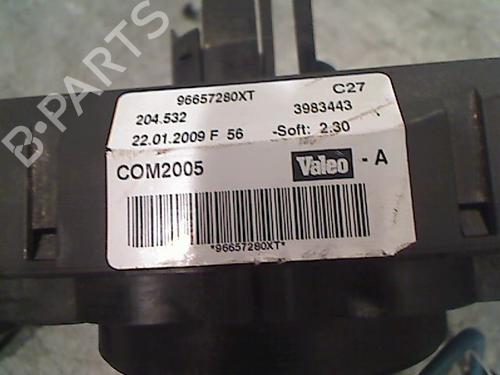 B-PARTS
96657280XT C27
204.532 3983443
22.01.2009 F 56 -Soft: 2.30
COM2005 Valeo - A
*96657280XT*